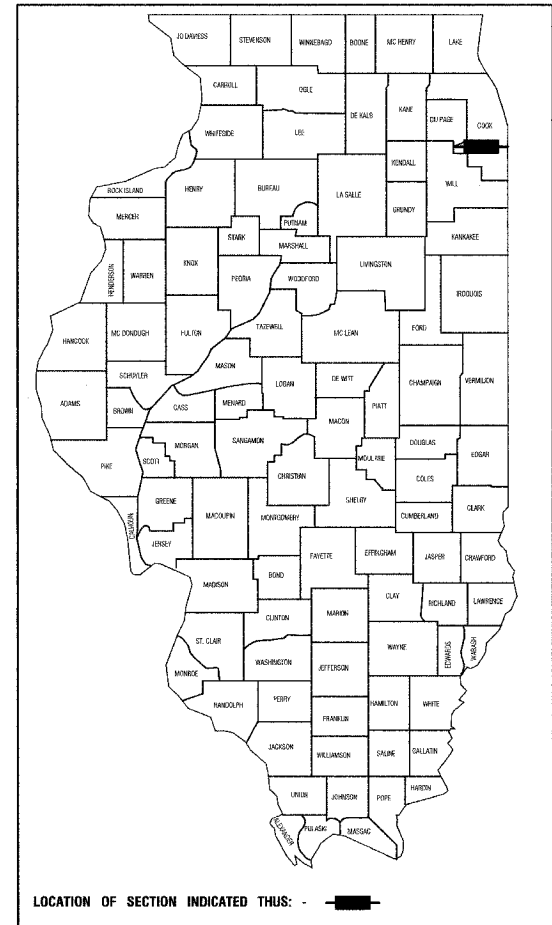 JO DAVIESS STEVENSON WINNEBAGO BOONE MC HENRY LAKE
CARROLL OGLE DE KALB KANE DU PAGE COOK
WHITESIDE LEE
KENDALL WILL
ROCK ISLAND HENRY BUREAU LA SALLE GRUNDY
MERCER PUTNAM KANKAKEE
STARK MARSHALL
HENDERSON WARREN KNOX PEORIA WOODFORD LIVINGSTON IROQUOIS
HANCOCK MC DONOUGH FULTON TAZEWELL MC LEAN FORD
MASON
SCHUYLER LOGAN DE WITT CHAMPAIGN VERMILION
ADAMS BROWN CASS MENARD MACON PIATT
SANGAMON DOUGLAS
MORGAN MOULTRIE EDGAR
PIKE SCOTT CHRISTIAN COLES
SHELBY
GREENE MACOUPIN MONTGOMERY CUMBERLAND CLARK
CALHOUN JERSEY
FAYETTE EFFINGHAM JASPER CRAWFORD
MADISON BOND
CLAY RICHLAND LAWRENCE
CLINTON MARION
ST. CLAIR WAYNE EDWARDS WABASH
MONROE WASHINGTON JEFFERSON
RANDOLPH PERRY HAMILTON WHITE
FRANKLIN
JACKSON WILLIAMSON SALINE GALLATIN
UNION JOHNSON POPE HARDIN
ALEXANDER PULASKI MASSAC
LOCATION OF SECTION INDICATED THUS: -